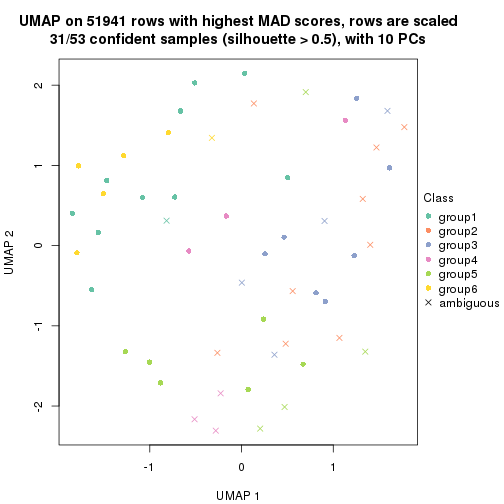 UMAP on 51941 rows with highest MAD scores, rows are scaled
31/53 confident samples (silhouette > 0.5), with 10 PCs
2
1
0
-1
-2
UMAP 2
-1
0
1
UMAP 1
Class
group1
group2
group3
group4
group5
group6
ambiguous